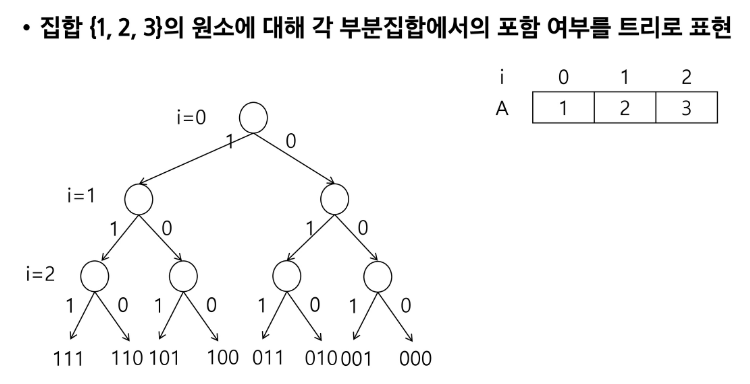 • 집합 {1, 2, 3}의 원소에 대해 각 부분집합에서의 포함 여부를 트리로 표현
i 0 1 2
A 1 2 3
i=0
1 0
i=1
1 0 1 0
i=2
1 0 1 0 1 0 1 0
111 110 101 100 011 010 001 000